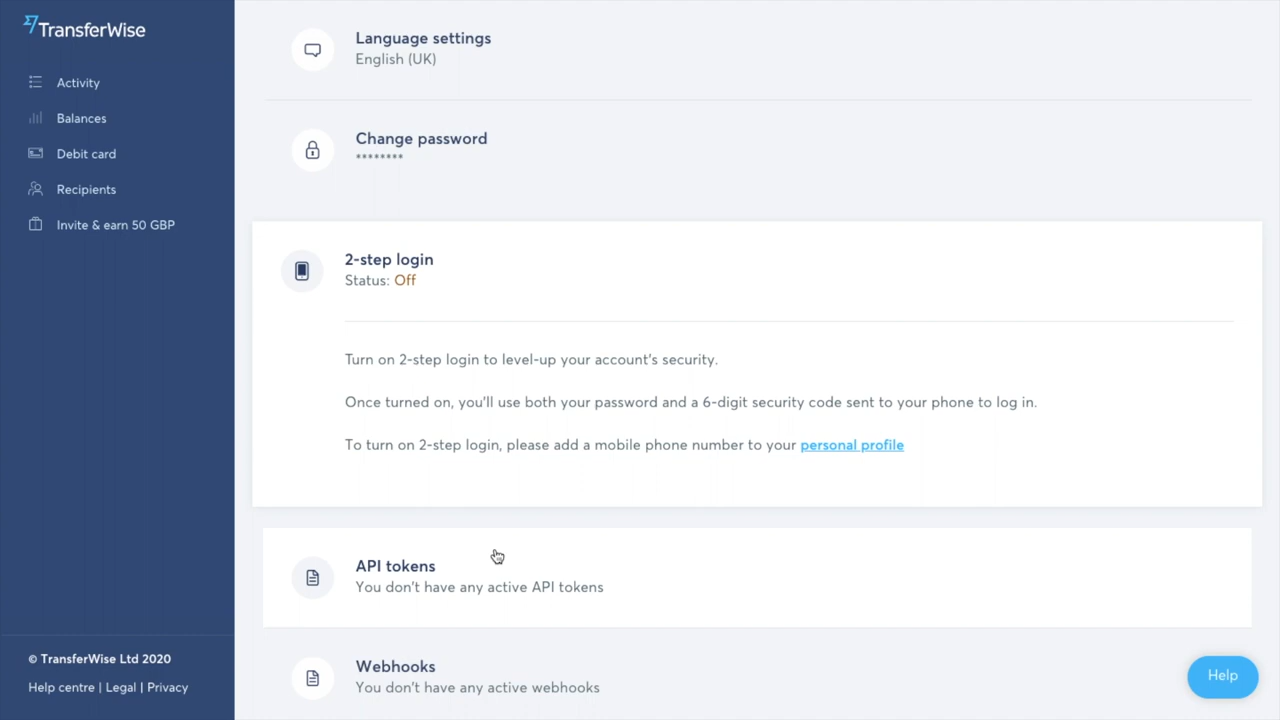 TransferWise
Activity
Balances
Debit card
Recipients
Invite & earn 50 GBP
© TransferWise Ltd 2020
Help centre | Legal | Privacy
Language settings
English (UK)
Change password
********
2-step login
Status: Off
Turn on 2-step login to level-up your account's security.
Once turned on, you'll use both your password and a 6-digit security code sent to your phone to log in.
To turn on 2-step login, please add a mobile phone number to your personal profile
API tokens
You don't have any active API tokens
Webhooks
You don't have any active webhooks
Help